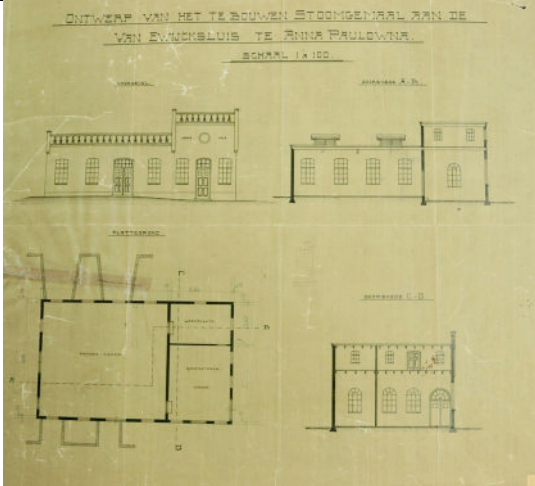 ONTWERP VAN HET TE BOUWEN STOOMGEMAAL AAN DE
VAN EWIJCKSLUIS TE ANNA PAULOWNA.
SCHAAL 1 à 100.
VOORGEVEL
DOORSNEDE A-B.
PLATTEGROND
DOORSNEDE C-D.
A
B